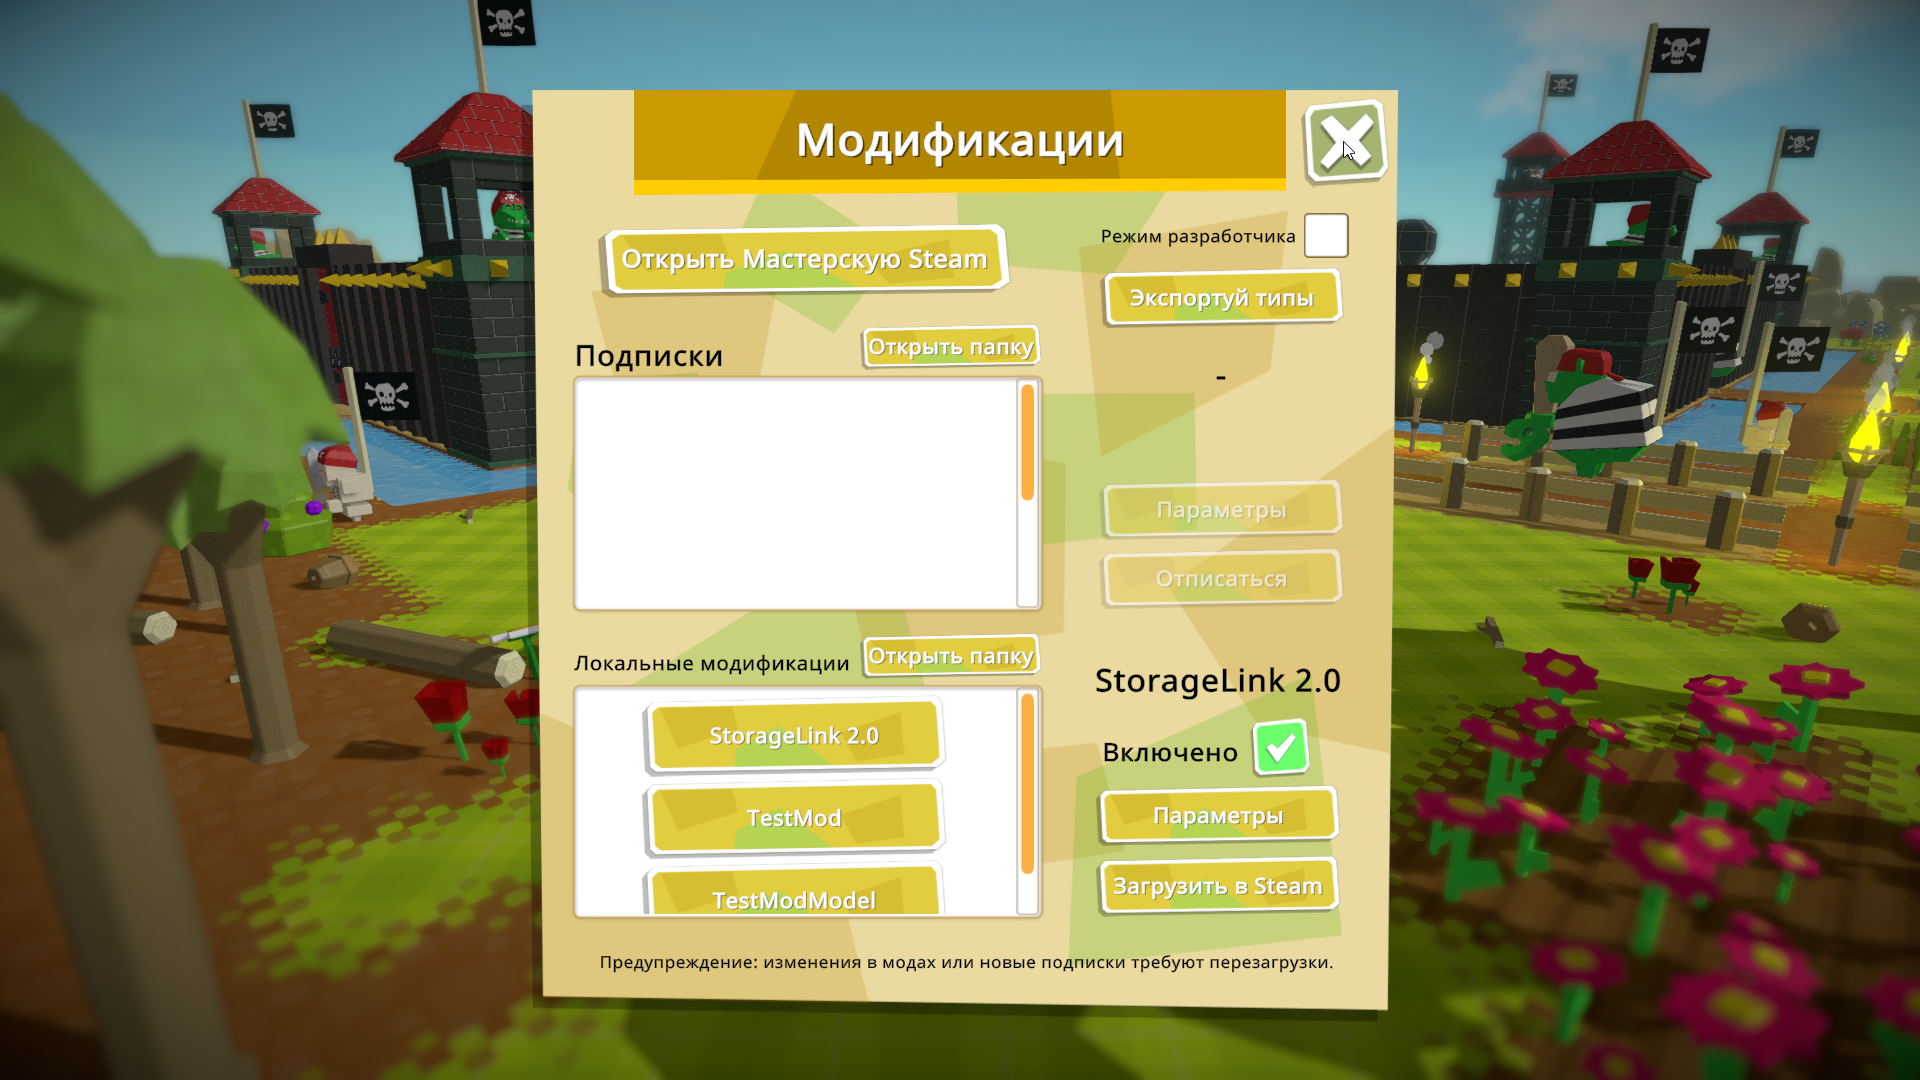 Модификации
Открыть Мастерскую Steam
Режим разработчика
Экспортуй типы
Подписки
Открыть папку
-
Параметры
Отписаться
Локальные модификации
Открыть папку
StorageLink 2.0
TestMod
TestModModel
StorageLink 2.0
Включено
Параметры
Загрузить в Steam
Предупреждение: изменения в модах или новые подписки требуют перезагрузки.